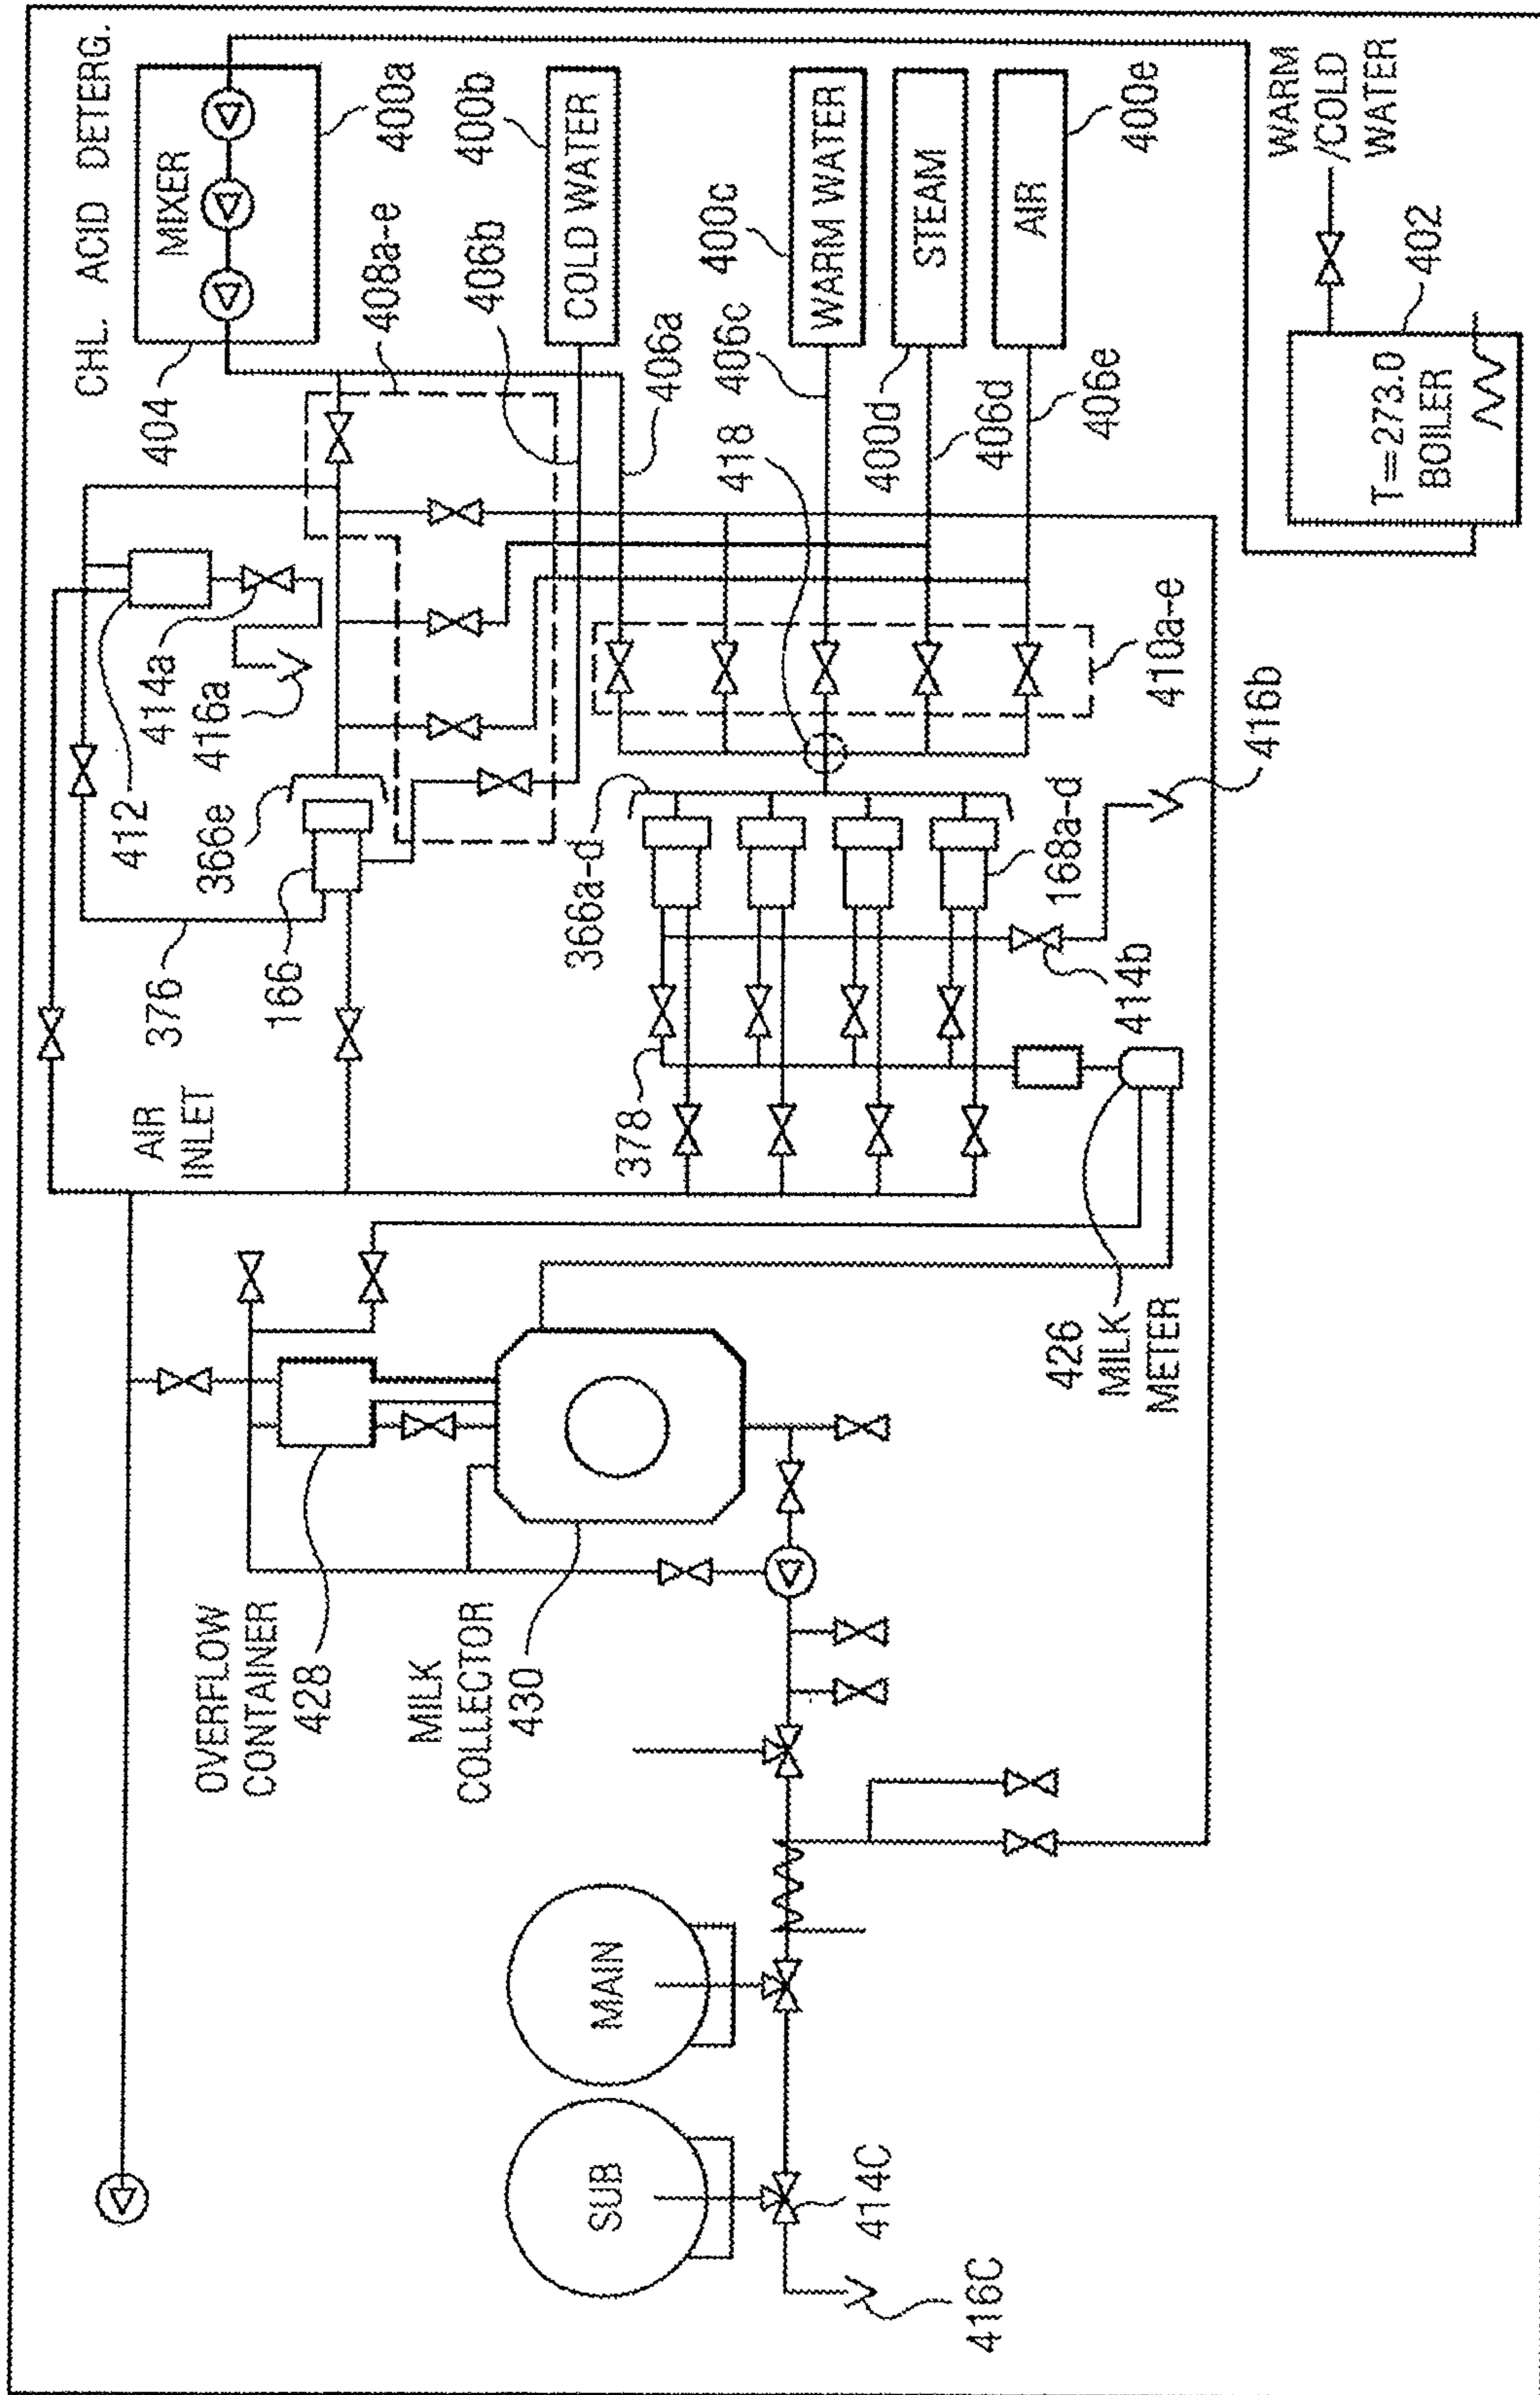 CHL. ACID DETERG.
MIXER
404
400a
408a-e
400b
406b
COLD WATER
406a
400c
406c
WARM WATER
418
400d
406d
STEAM
406e
AIR
400e
WARM
/COLD
WATER
402
T=273.0
BOILER
412
414a
416a
366e
376
166
AIR
INLET
366a-d
168a-d
410a-e
416b
378
414b
426
MILK
METER
OVERFLOW
CONTAINER
428
MILK
COLLECTOR
430
MAIN
SUB
414C
416C